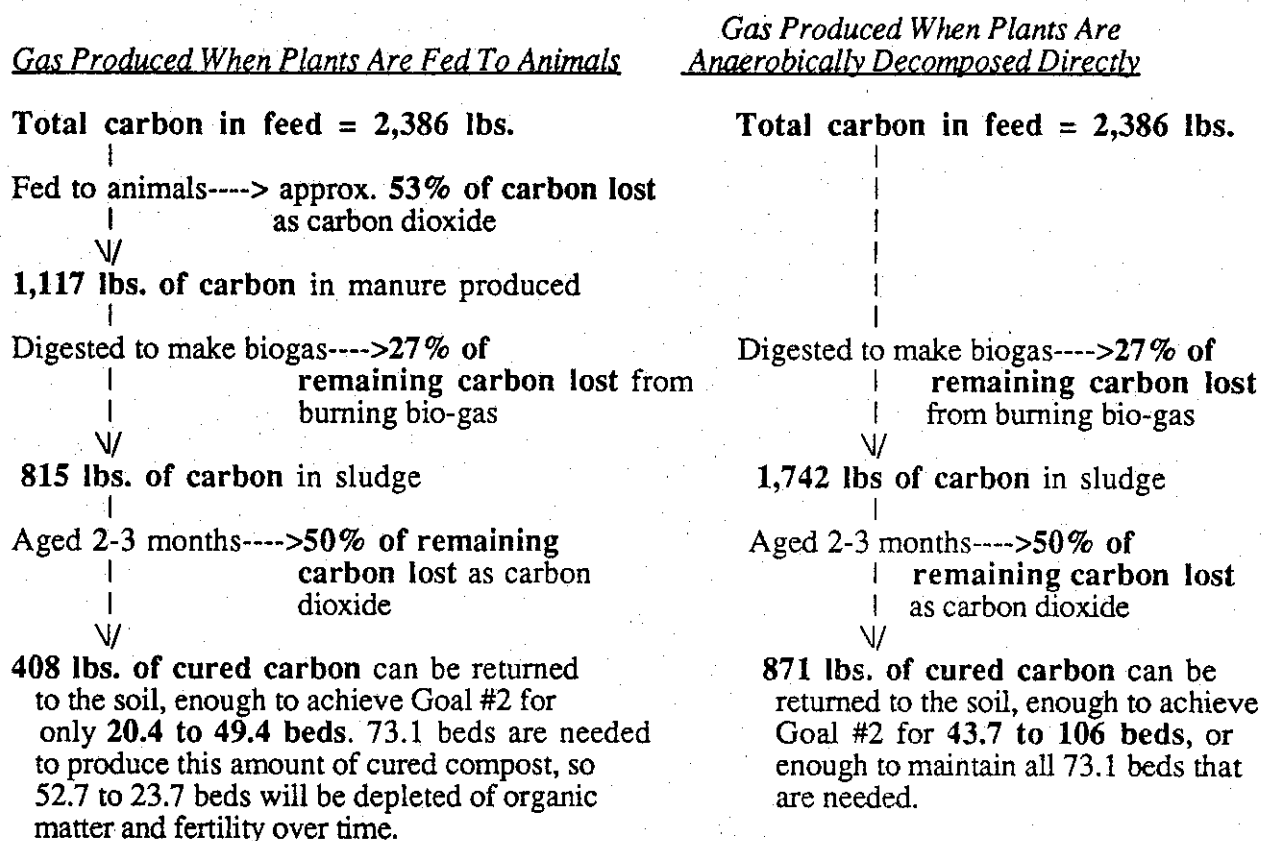 Gas Produced When Plants Are Fed To Animals
Total carbon in feed = 2,386 lbs.
|
Fed to animals----> approx. 53% of carbon lost
| as carbon dioxide
\|/
1,117 lbs. of carbon in manure produced
|
Digested to make biogas---->27% of
| remaining carbon lost from
| burning bio-gas
\|/
815 lbs. of carbon in sludge
|
Aged 2-3 months---->50% of remaining
| carbon lost as carbon
| dioxide
\|/
408 lbs. of cured carbon can be returned
to the soil, enough to achieve Goal #2 for
only 20.4 to 49.4 beds. 73.1 beds are needed
to produce this amount of cured compost, so
52.7 to 23.7 beds will be depleted of organic
matter and fertility over time.
Gas Produced When Plants Are
Anaerobically Decomposed Directly
Total carbon in feed = 2,386 lbs.
|
|
|
|
|
|
Digested to make biogas---->27% of
| remaining carbon lost
| from burning bio-gas
\|/
1,742 lbs of carbon in sludge
|
Aged 2-3 months---->50% of
| remaining carbon lost
| as carbon dioxide
\|/
871 lbs. of cured carbon can be
returned to the soil, enough to achieve
Goal #2 for 43.7 to 106 beds, or
enough to maintain all 73.1 beds that
are needed.